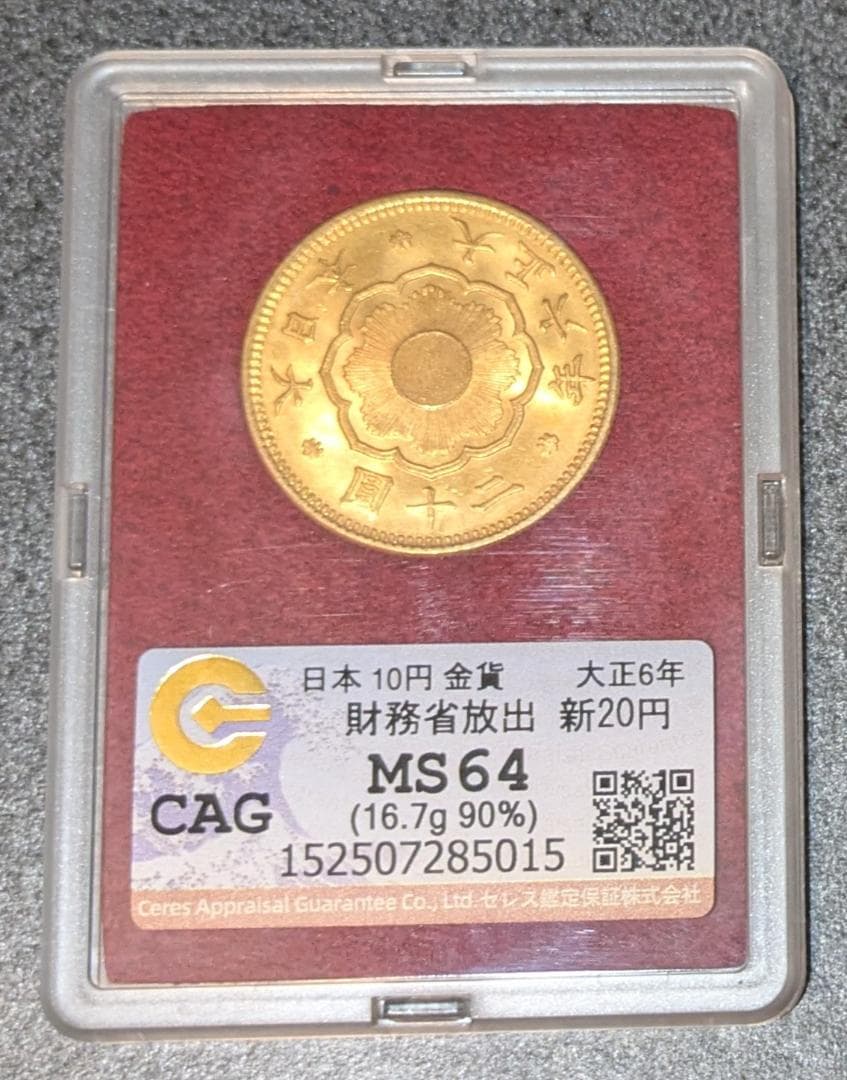 大日本
大正六年
二十圓
日本 10円 金貨 大正6年
財務省放出 新20円
MS64
(16.7g 90%)
CAG
152507285015
Ceres Appraisal Guarantee Co., Ltd セレス鑑定保証株式会社